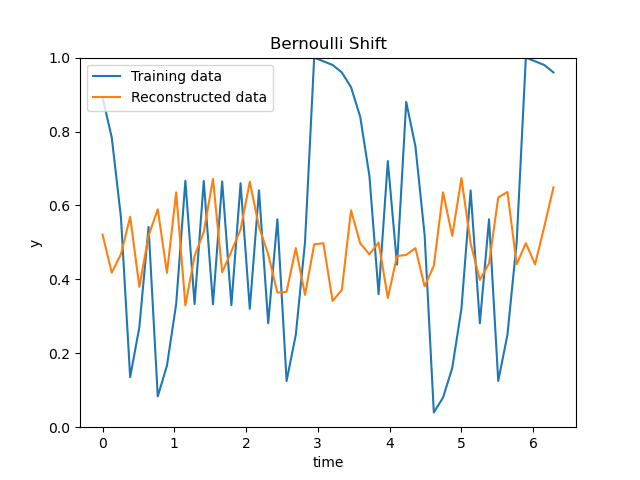 Bernoulli Shift
Training data
Reconstructed data
1.0
0.8
0.6
0.4
0.2
0.0
y
0 1 2 3 4 5 6
time